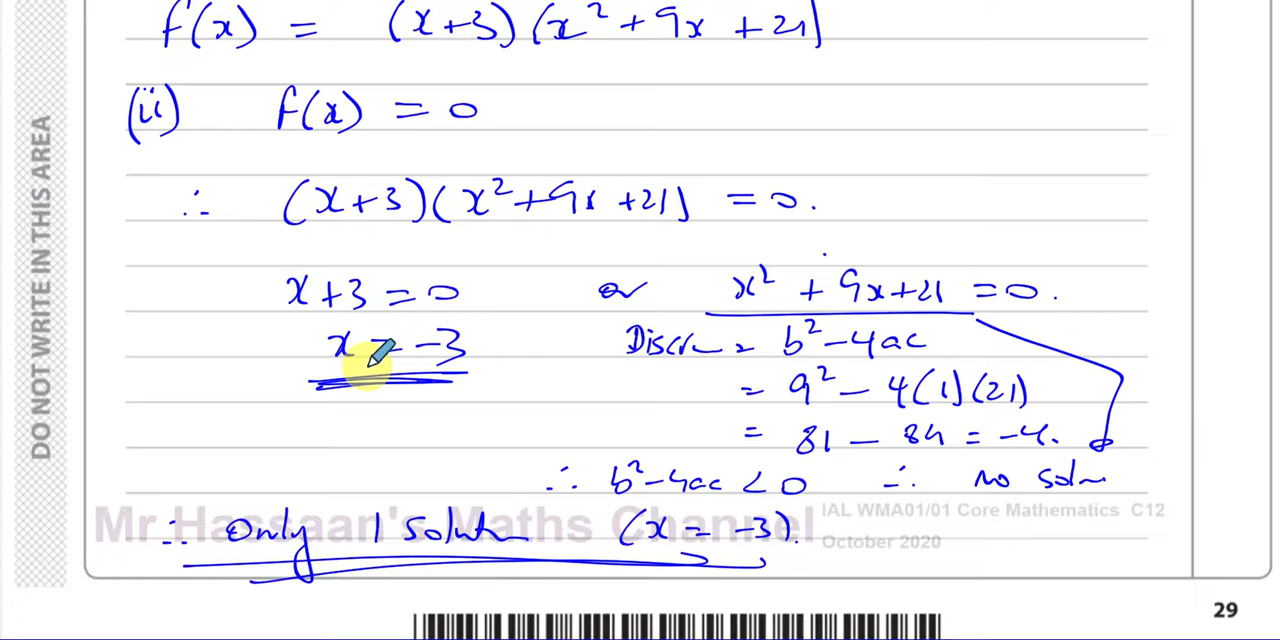 f(x) = (x+3)(x² + 9x + 21)
(ii) f(x) = 0
∴ (x+3)(x² + 9x + 21) = 0.
x + 3 = 0 or x² + 9x + 21 = 0.
x = -3 Discrm = b² - 4ac
= 9² - 4(1)(21)
= 81 - 84 = -4.
∴ b² - 4ac < 0 ∴ no soln
∴ Only 1 solution (x = -3).
Mr Hassaan's Maths Channel
IAL WMA01/01 Core Mathematics C12
October 2020
DO NOT WRITE IN THIS AREA
29